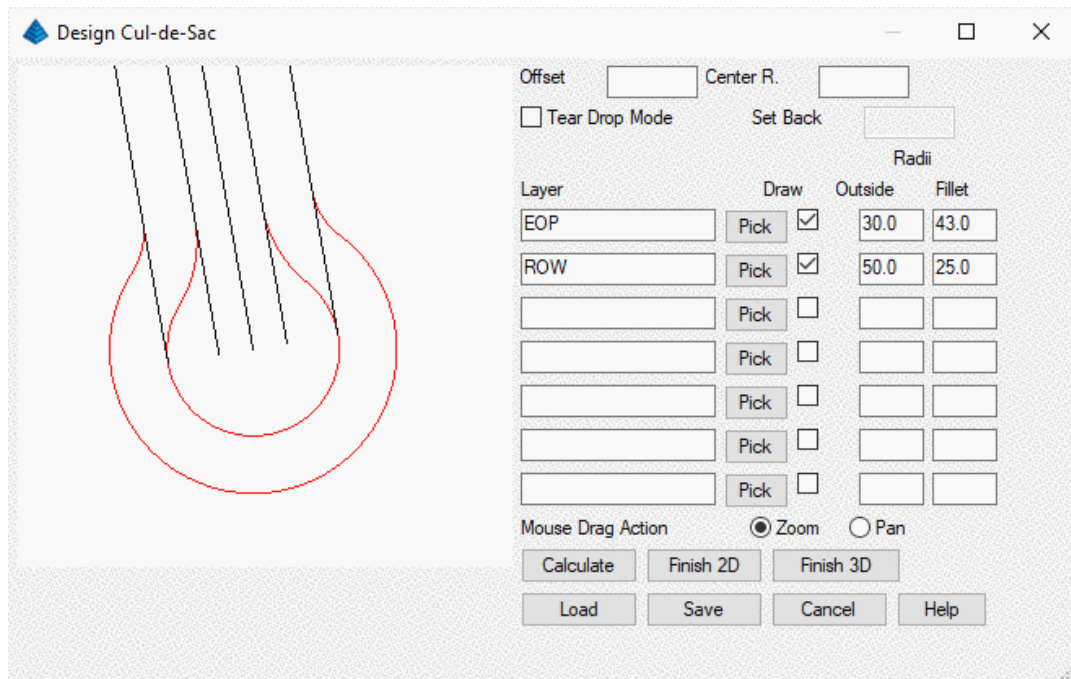 Design Cul-de-Sac
Offset Center R.
Tear Drop Mode Set Back
Radii
Layer Draw Outside Fillet
EOP Pick 30.0 43.0
ROW Pick 50.0 25.0
Pick
Pick
Pick
Pick
Pick
Mouse Drag Action Zoom Pan
Calculate Finish 2D Finish 3D
Load Save Cancel Help